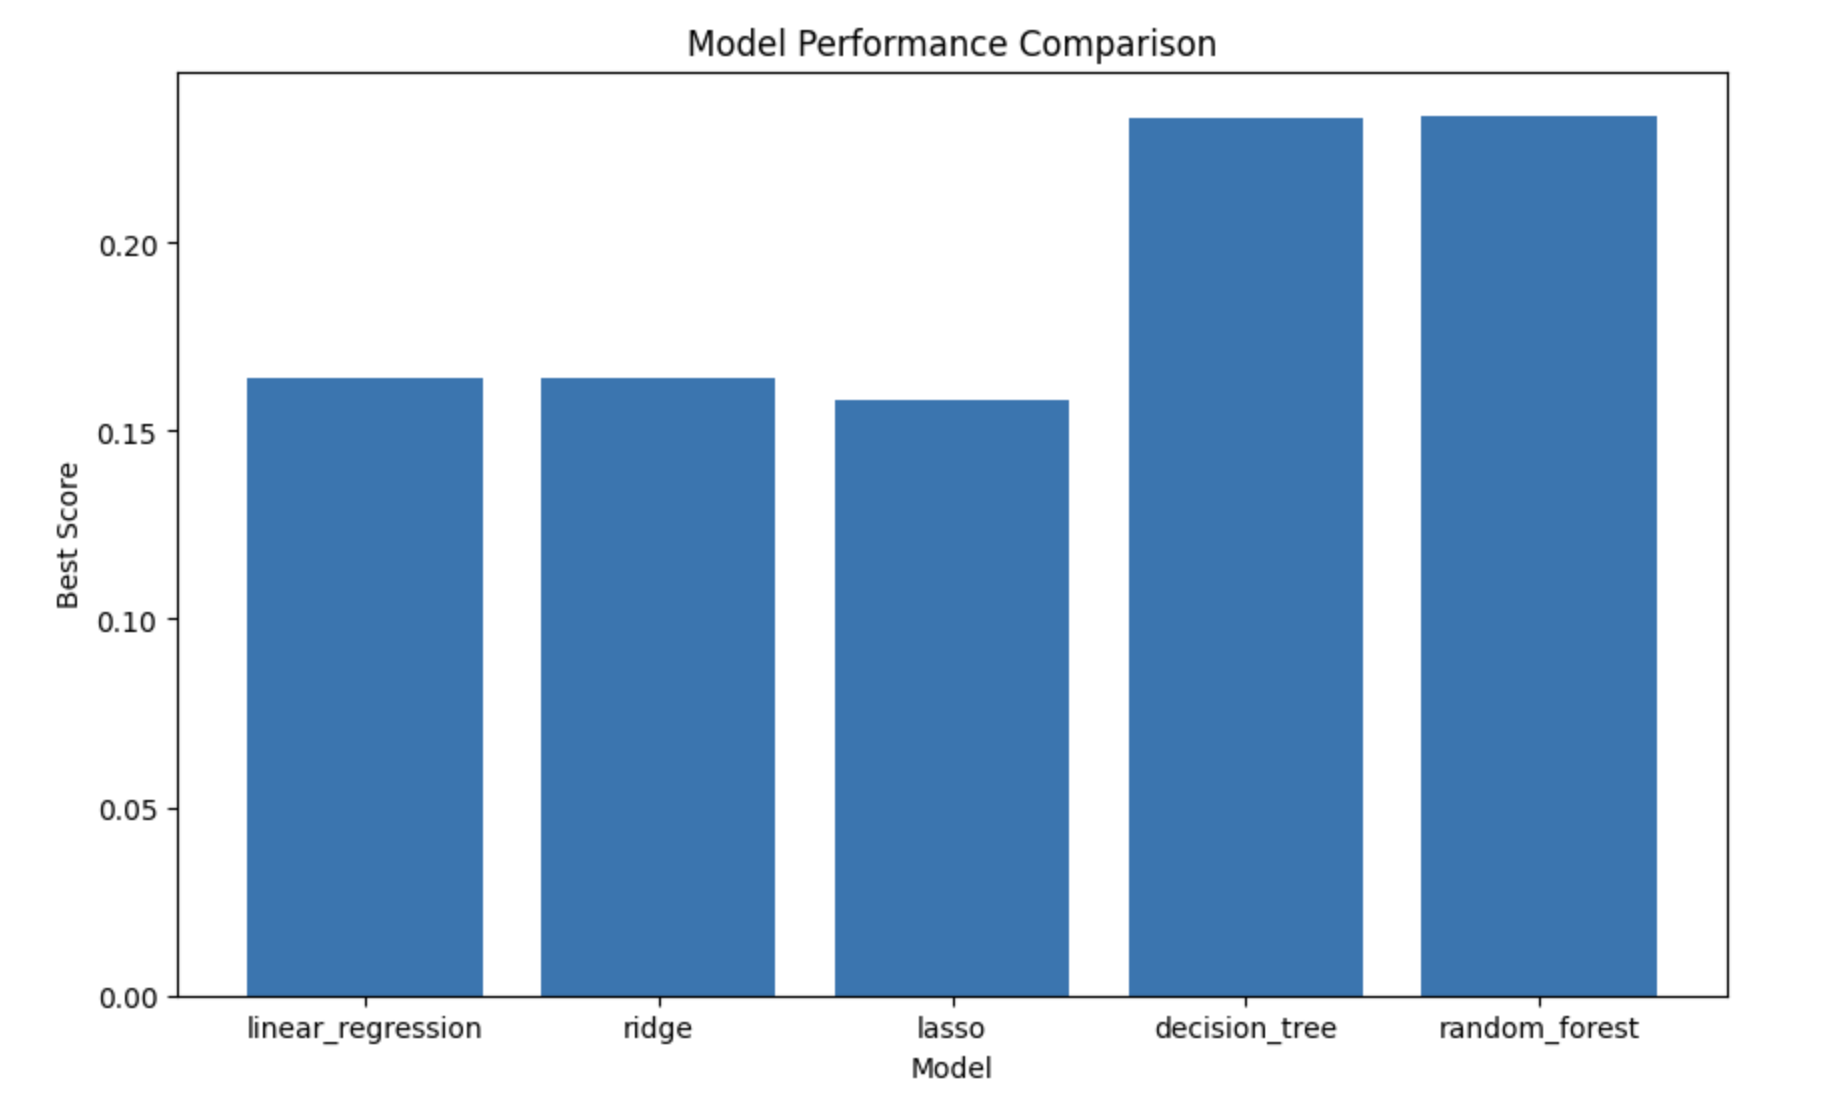 Model Performance Comparison
Best Score
0.20
0.15
0.10
0.05
0.00
linear_regression ridge lasso decision_tree random_forest
Model